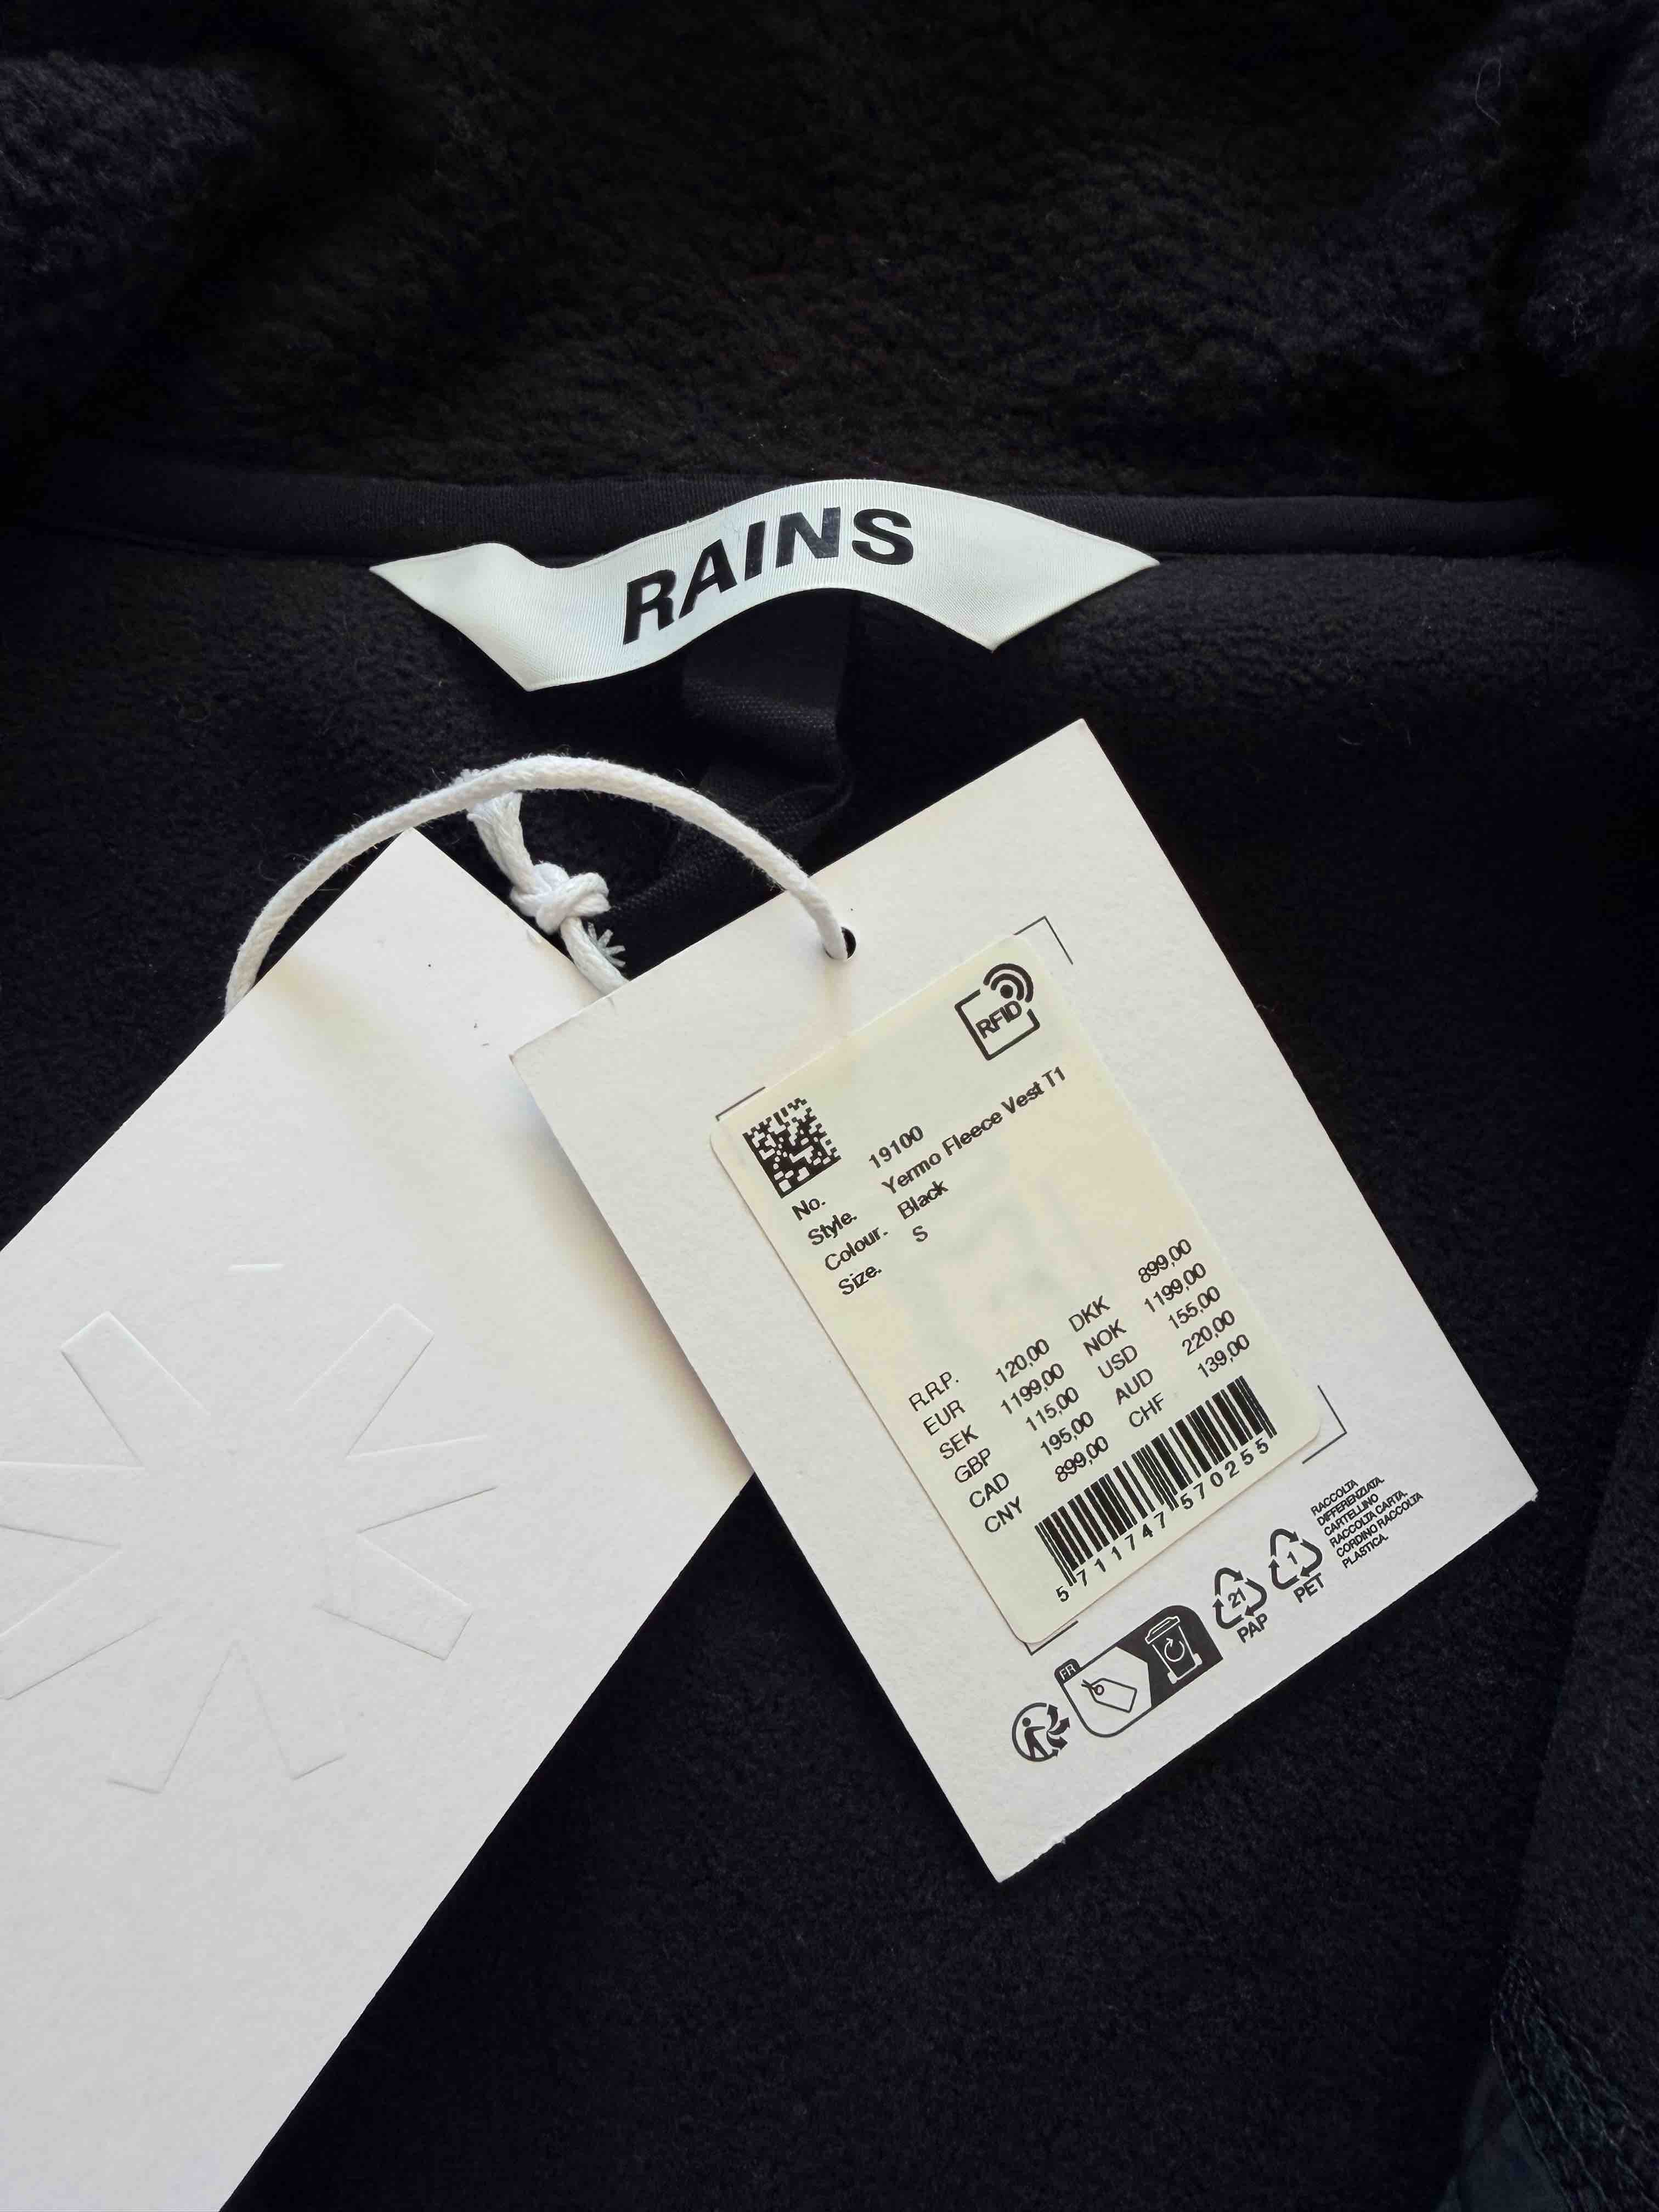 RAINS
RFID
No. 19100
Style. Yermo Fleece Vest T1
Colour. Black
Size. S
R.R.P.
EUR 120,00 DKK 899,00
SEK 1199,00 NOK 1199,00
GBP 115,00 USD 155,00
CAD 195,00 AUD 220,00
CNY 899,00 CHF 139,00
5 711747 570255
FR
21
PAP
1
PET
RACCOLTA
DIFFERENZIATA.
CARTELLINO
RACCOLTA CARTA.
CORDINO RACCOLTA
PLASTICA.